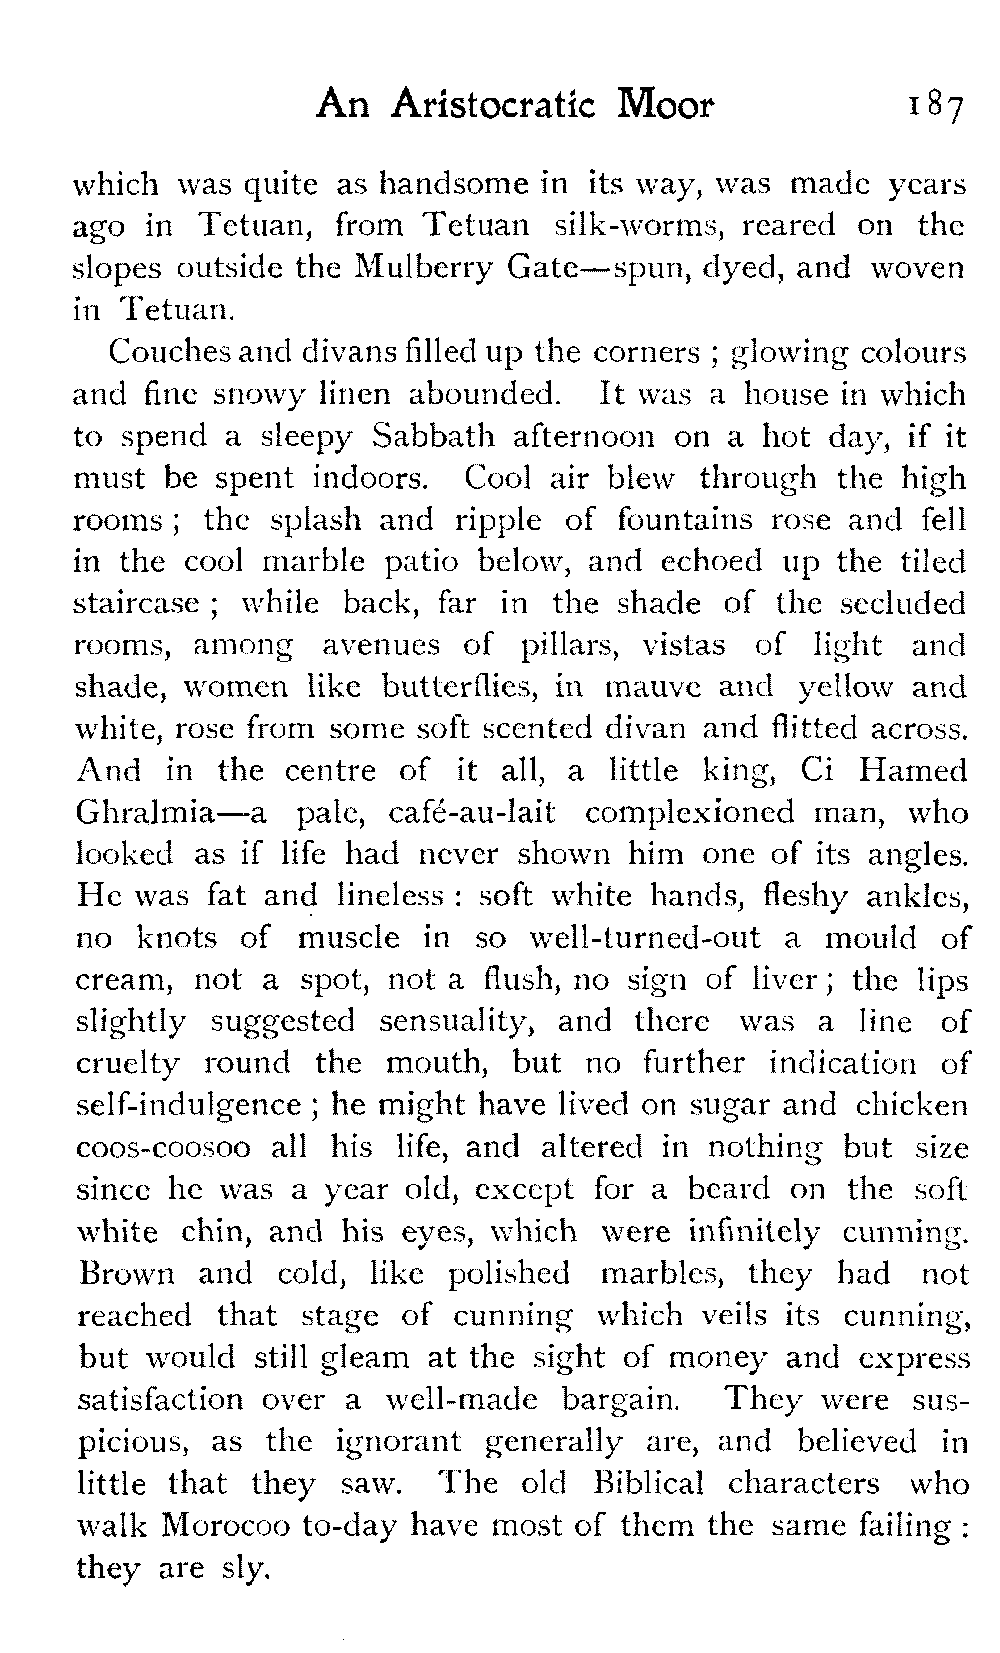 An Aristocratic Moor 187
which was quite as handsome in its way, was made years
ago in Tetuan, from Tetuan silk-worms, reared on the
slopes outside the Mulberry Gate—spun, dyed, and woven
in Tetuan.
Couches and divans filled up the corners ; glowing colours
and fine snowy linen abounded. It was a house in which
to spend a sleepy Sabbath afternoon on a hot day, if it
must be spent indoors. Cool air blew through the high
rooms ; the splash and ripple of fountains rose and fell
in the cool marble patio below, and echoed up the tiled
staircase ; while back, far in the shade of the secluded
rooms, among avenues of pillars, vistas of light and
shade, women like butterflies, in mauve and yellow and
white, rose from some soft scented divan and flitted across.
And in the centre of it all, a little king, Ci Hamed
Ghralmia—a pale, café-au-lait complexioned man, who
looked as if life had never shown him one of its angles.
He was fat and lineless : soft white hands, fleshy ankles,
no knots of muscle in so well-turned-out a mould of
cream, not a spot, not a flush, no sign of liver ; the lips
slightly suggested sensuality, and there was a line of
cruelty round the mouth, but no further indication of
self-indulgence ; he might have lived on sugar and chicken
coos-coosoo all his life, and altered in nothing but size
since he was a year old, except for a beard on the soft
white chin, and his eyes, which were infinitely cunning.
Brown and cold, like polished marbles, they had not
reached that stage of cunning which veils its cunning,
but would still gleam at the sight of money and express
satisfaction over a well-made bargain. They were sus-
picious, as the ignorant generally are, and believed in
little that they saw. The old Biblical characters who
walk Morocoo to-day have most of them the same failing :
they are sly.